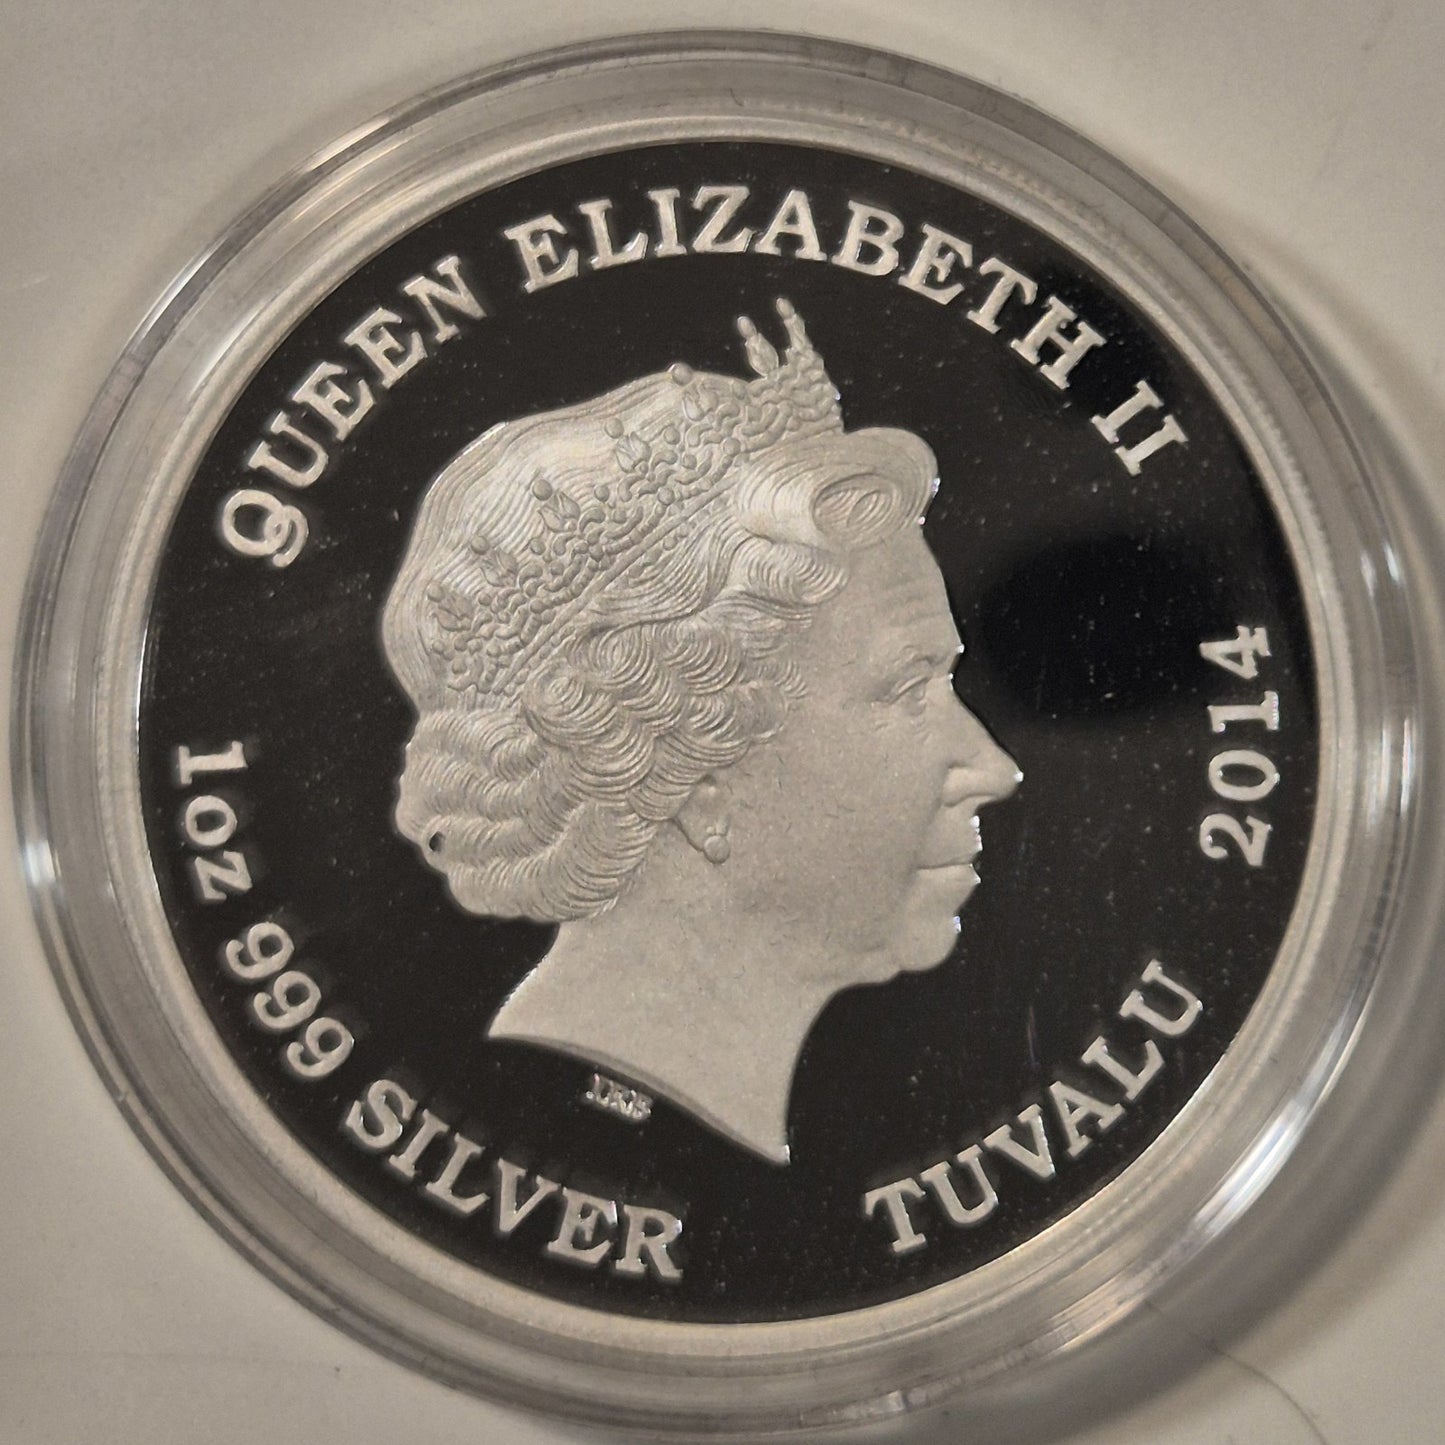 QUEEN ELIZABETH II
2014
TUVALU
1oz 999 SILVER
IRB